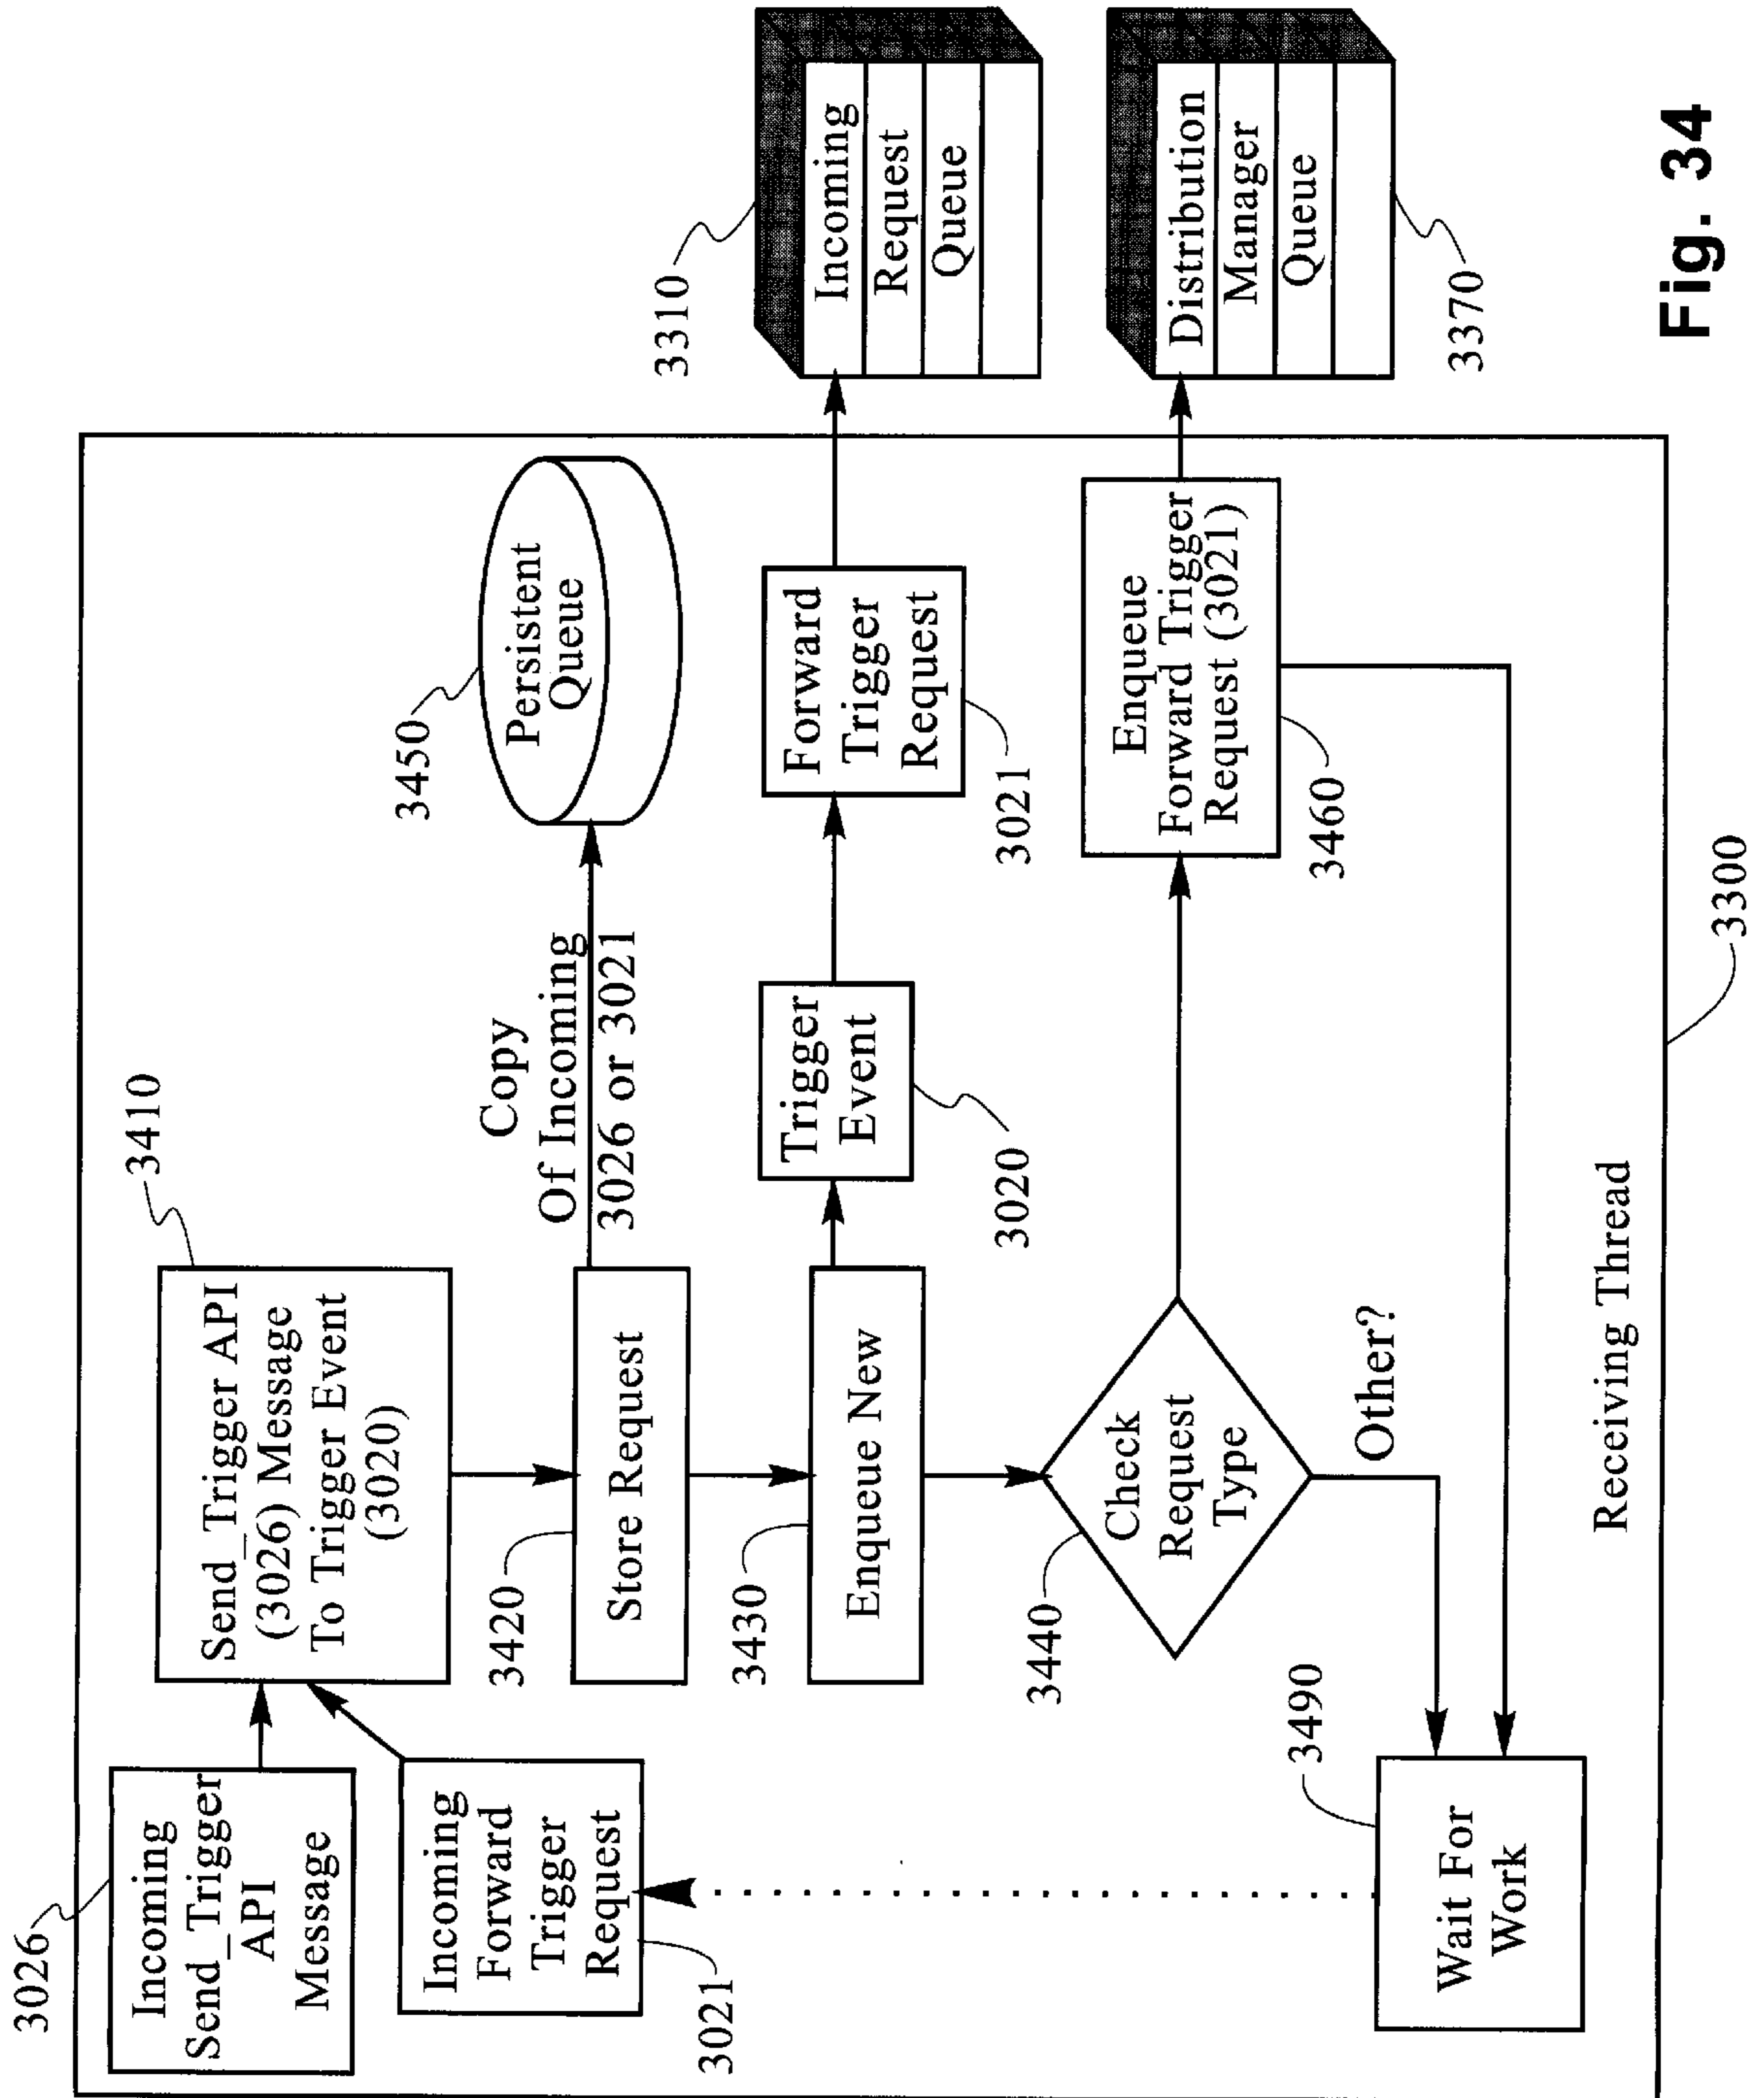 3026
Incoming
Send_Trigger
API
Message
Incoming
Forward
Trigger
Request
3021
3410
Send_Trigger API
(3026) Message
To Trigger Event
(3020)
3420
Store Request
Copy
Of Incoming
3026 or 3021
3450
Persistent
Queue
3430
Enqueue New
Trigger
Event
3020
Forward
Trigger
Request
3021
3310
Incoming
Request
Queue
3440
Check
Request
Type
Other?
Enqueue
Forward Trigger
Request (3021)
3460
Distribution
Manager
Queue
3370
3490
Wait For
Work
Receiving Thread
3300
Fig. 34